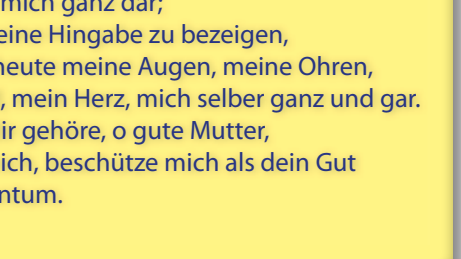 mich ganz dar;
eine Hingabe zu bezeigen,
heute meine Augen, meine Ohren,
, mein Herz, mich selber ganz und gar.
ir gehöre, o gute Mutter,
ich, beschütze mich als dein Gut
ntum.